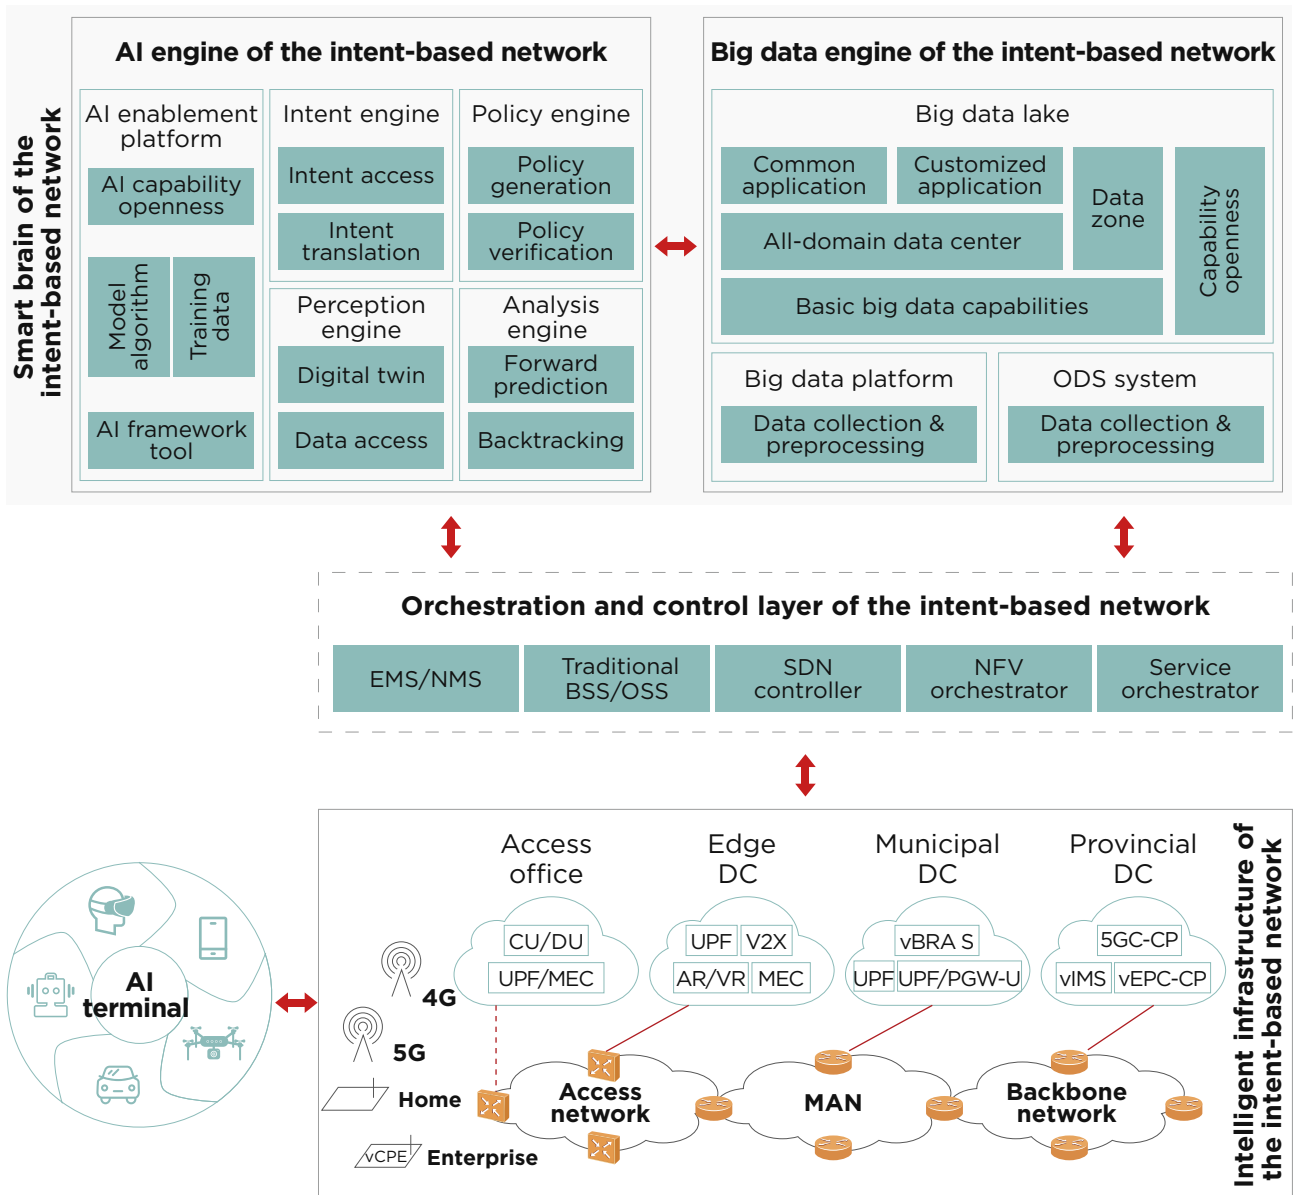 Smart brain of the
intent-based network
AI engine of the intent-based network
AI enablement
platform
AI capability
openness
Model
algorithm
Training
data
AI framework
tool
Intent engine
Intent access
Intent
translation
Policy engine
Policy
generation
Policy
verification
Perception
engine
Digital twin
Data access
Analysis
engine
Forward
prediction
Backtracking
Big data engine of the intent-based network
Big data lake
Common
application
Customized
application
Data
zone
Capability
openness
All-domain data center
Basic big data capabilities
Big data platform
Data collection &
preprocessing
ODS system
Data collection &
preprocessing
Orchestration and control layer of the intent-based network
EMS/NMS
Traditional
BSS/OSS
SDN
controller
NFV
orchestrator
Service
orchestrator
AI
terminal
Intelligent infrastructure of
the intent-based network
Access
office
Edge
DC
Municipal
DC
Provincial
DC
CU/DU
UPF/MEC
UPF
V2X
AR/VR
MEC
vBRA S
UPF
UPF/PGW-U
5GC-CP
vIMS
vEPC-CP
4G
5G
Home
vCPE
Enterprise
Access
network
MAN
Backbone
network